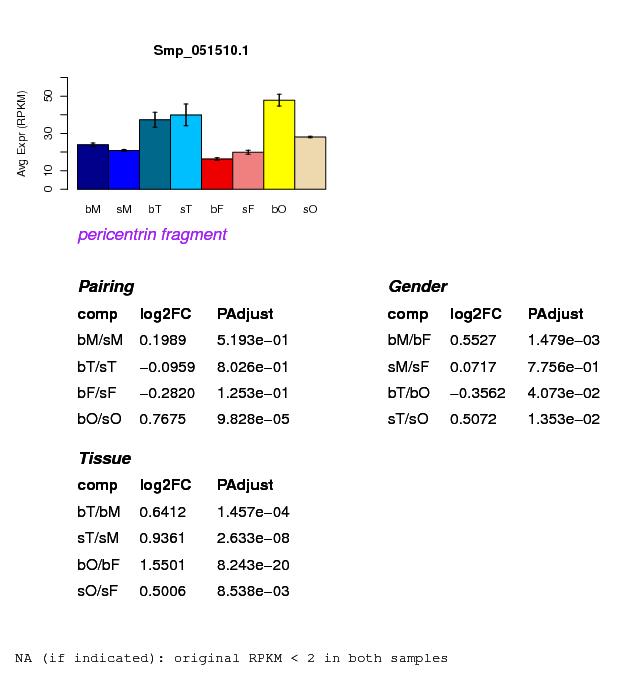 Smp_051510.1
Avg Expr (RPKM)
50
30
10
0
bM sM bT sT bF sF bO sO
pericentrin fragment
Pairing
comp log2FC PAdjust
bM/sM 0.1989 5.193e−01
bT/sT −0.0959 8.026e−01
bF/sF −0.2820 1.253e−01
bO/sO 0.7675 9.828e−05
Gender
comp log2FC PAdjust
bM/bF 0.5527 1.479e−03
sM/sF 0.0717 7.756e−01
bT/bO −0.3562 4.073e−02
sT/sO 0.5072 1.353e−02
Tissue
comp log2FC PAdjust
bT/bM 0.6412 1.457e−04
sT/sM 0.9361 2.633e−08
bO/bF 1.5501 8.243e−20
sO/sF 0.5006 8.538e−03
NA (if indicated): original RPKM < 2 in both samples